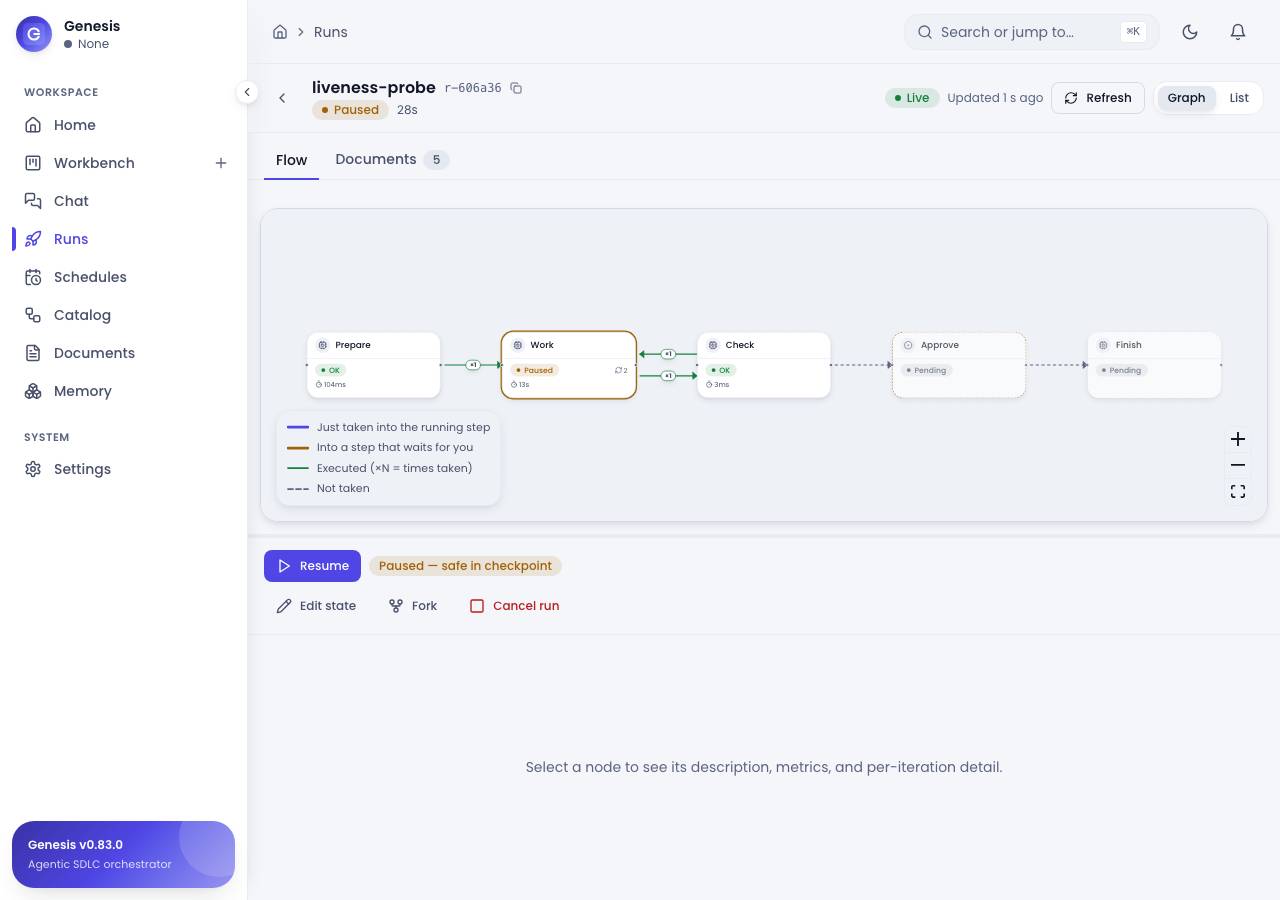 Genesis
None
WORKSPACE
Home
Workbench
Chat
Runs
Schedules
Catalog
Documents
Memory
SYSTEM
Settings
Genesis v0.83.0
Agentic SDLC orchestrator
Runs
Search or jump to…
⌘K
liveness-probe r-606a36
Paused 28s
Live Updated 1 s ago Refresh Graph List
Flow Documents 5
Prepare
OK
104ms
×1
Work
Paused 2
13s
×1
×1
Check
OK
3ms
Approve
Pending
Finish
Pending
Just taken into the running step
Into a step that waits for you
Executed (×N = times taken)
Not taken
Resume Paused — safe in checkpoint
Edit state Fork Cancel run
Select a node to see its description, metrics, and per-iteration detail.